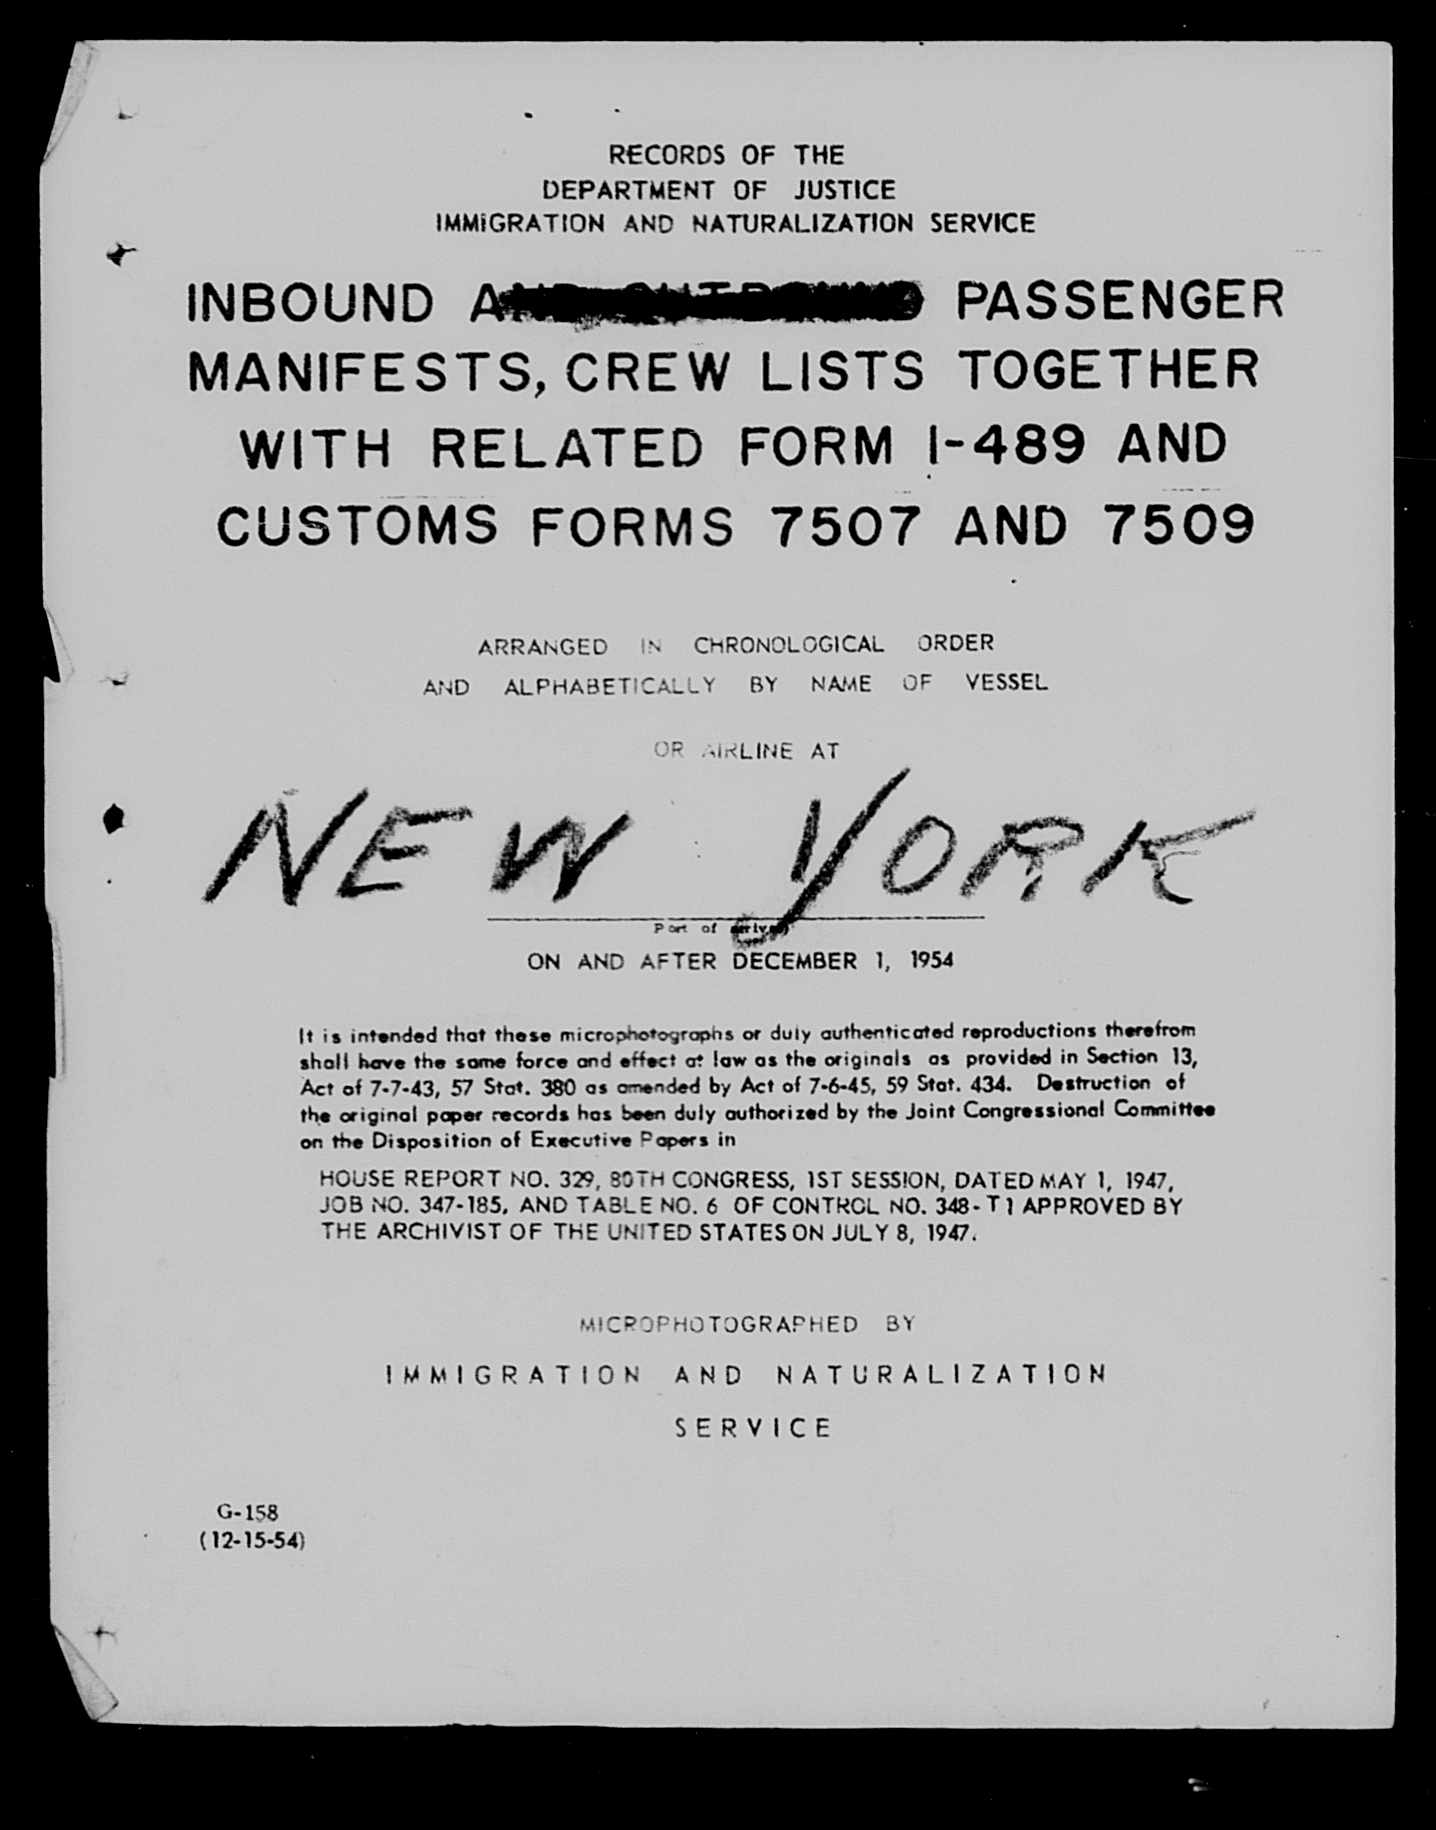 RECORDS OF THE
DEPARTMENT OF JUSTICE
IMMIGRATION AND NATURALIZATION SERVICE
INBOUND AND OUTBOUND PASSENGER
MANIFESTS, CREW LISTS TOGETHER
WITH RELATED FORM I-489 AND
CUSTOMS FORMS 7507 AND 7509
ARRANGED IN CHRONOLOGICAL ORDER
AND ALPHABETICALLY BY NAME OF VESSEL
OR AIRLINE AT
NEW YORK
Port of arrival
ON AND AFTER DECEMBER 1, 1954
It is intended that these microphotographs or duly authenticated reproductions therefrom
shall have the same force and effect at law as the originals as provided in Section 13,
Act of 7-7-43, 57 Stat. 380 as amended by Act of 7-6-45, 59 Stat. 434. Destruction of
the original paper records has been duly authorized by the Joint Congressional Committee
on the Disposition of Executive Papers in
HOUSE REPORT NO. 329, 80TH CONGRESS, 1ST SESSION, DATED MAY 1, 1947,
JOB NO. 347-185, AND TABLE NO. 6 OF CONTROL NO. 348-T1 APPROVED BY
THE ARCHIVIST OF THE UNITED STATES ON JULY 8, 1947.
MICROPHOTOGRAPHED BY
IMMIGRATION AND NATURALIZATION
SERVICE
G-158
(12-15-54)